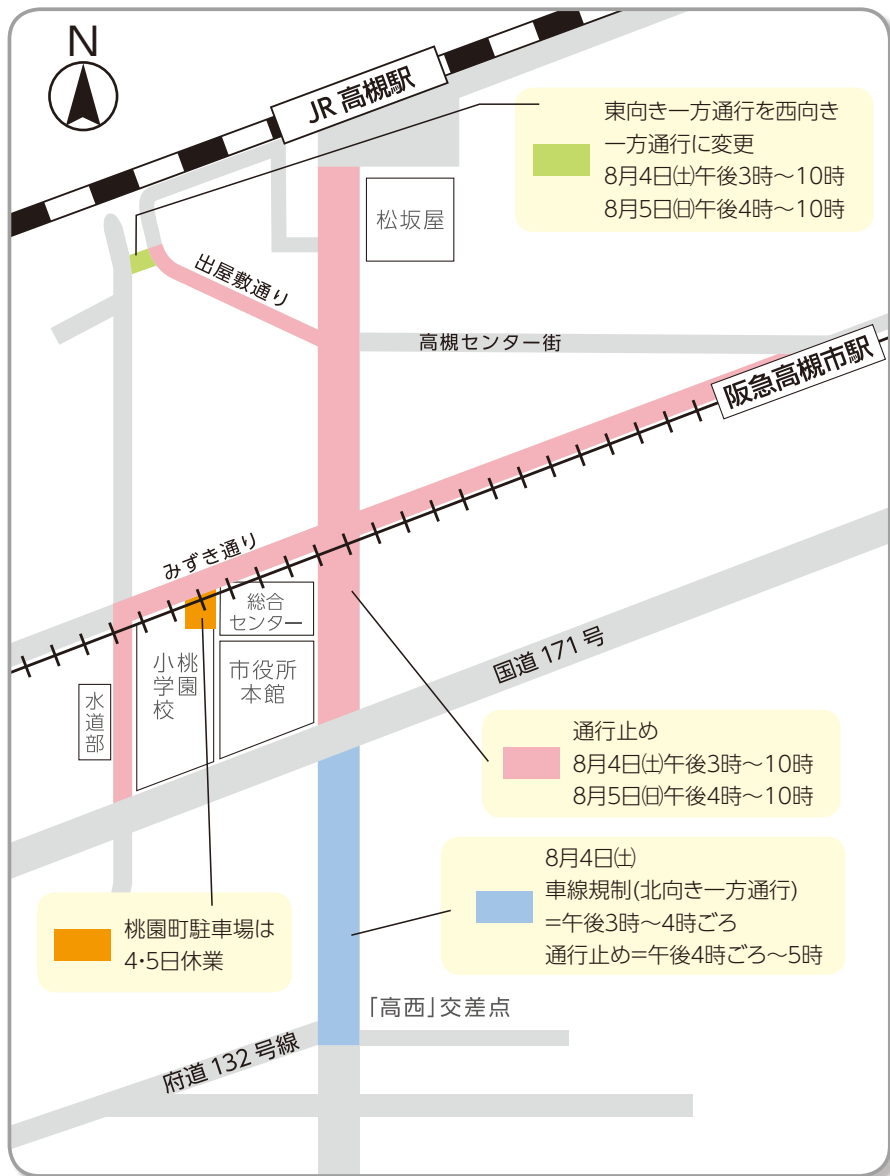 N
JR 高槻駅
東向き一方通行を西向き
一方通行に変更
8月4日㈯午後3時～10時
8月5日㈰午後4時～10時
松坂屋
出屋敷通り
高槻センター街
阪急高槻市駅
みずき通り
総合
センター
桃園
小学校
市役所
本館
水道部
国道 171 号
通行止め
8月4日㈯午後3時～10時
8月5日㈰午後4時～10時
8月4日㈯
車線規制(北向き一方通行)
=午後3時～4時ごろ
通行止め=午後4時ごろ～5時
桃園町駐車場は
4・5日休業
「高西」交差点
府道 132 号線